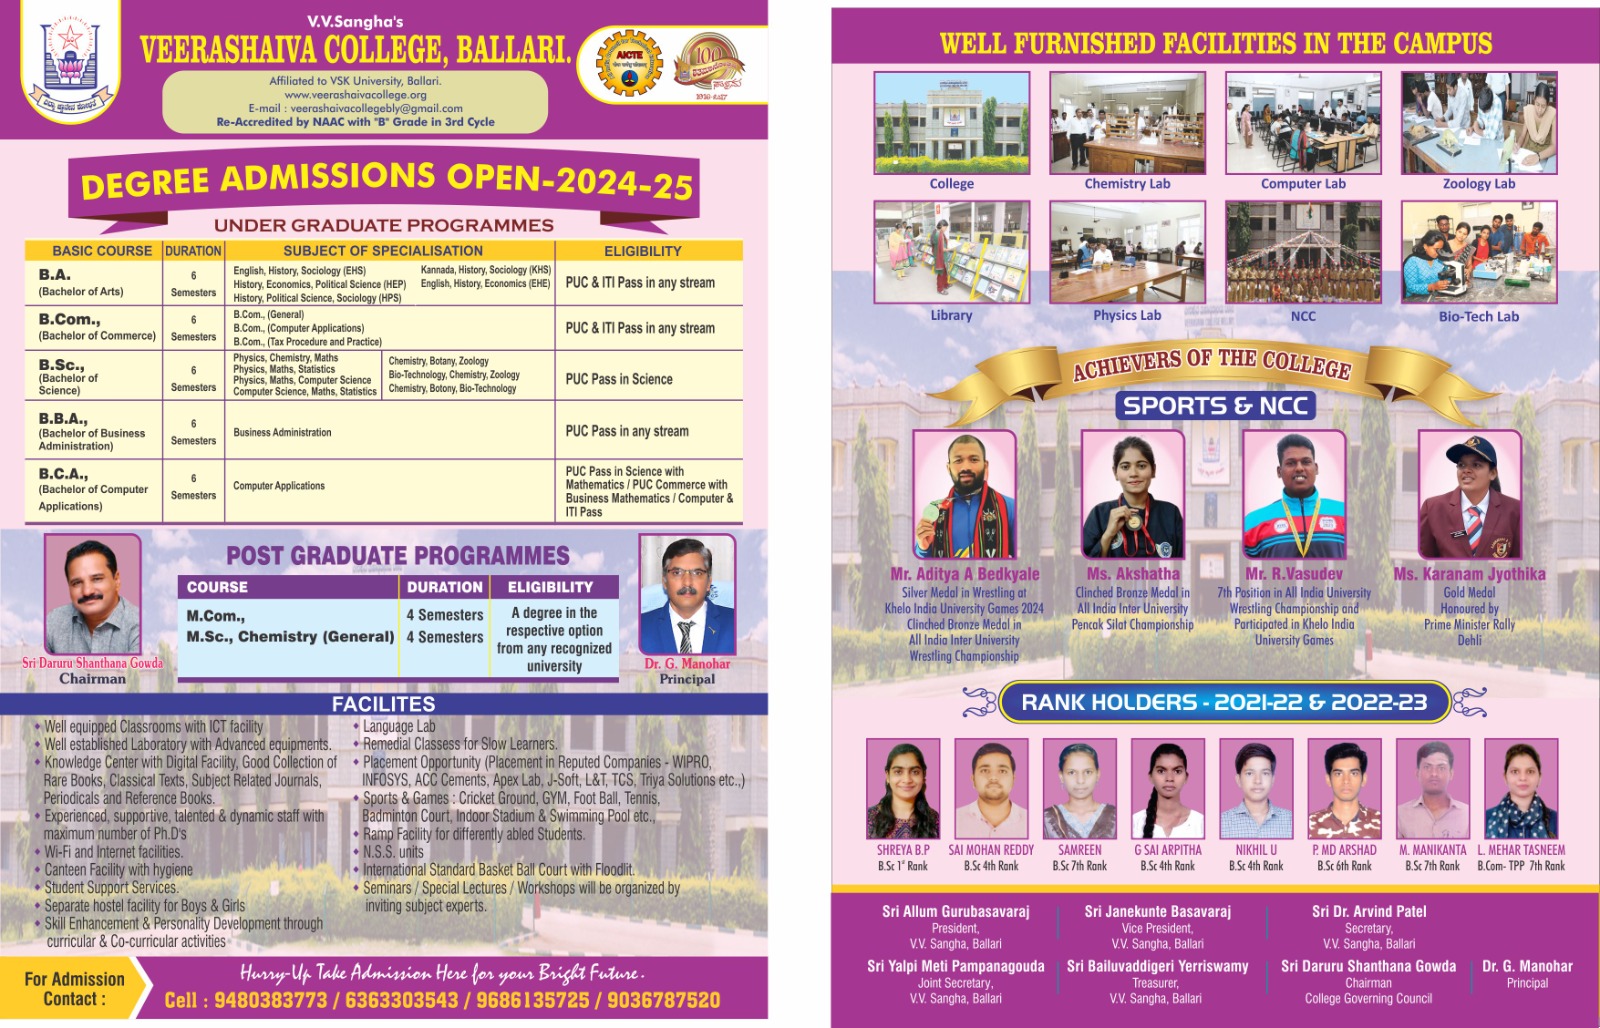 V.V.Sangha's
VEERASHAIVA COLLEGE, BALLARI.
Affiliated to VSK University, Ballari.
www.veerashaivacollege.org
E-mail : veerashaivacollegebly@gmail.com
Re-Accredited by NAAC with "B" Grade in 3rd Cycle
AICTE
100
DEGREE ADMISSIONS OPEN-2024-25
UNDER GRADUATE PROGRAMMES
BASIC COURSE DURATION SUBJECT OF SPECIALISATION ELIGIBILITY
B.A.
(Bachelor of Arts)
6
Semesters
English, History, Sociology (EHS)
History, Economics, Political Science (HEP)
History, Political Science, Sociology (HPS)
Kannada, History, Sociology (KHS)
English, History, Economics (EHE)
PUC & ITI Pass in any stream
B.Com.,
(Bachelor of Commerce)
6
Semesters
B.Com., (General)
B.Com., (Computer Applications)
B.Com., (Tax Procedure and Practice)
PUC & ITI Pass in any stream
B.Sc.,
(Bachelor of
Science)
6
Semesters
Physics, Chemistry, Maths
Physics, Maths, Statistics
Physics, Maths, Computer Science
Computer Science, Maths, Statistics
Chemistry, Botany, Zoology
Bio-Technology, Chemistry, Zoology
Chemistry, Botony, Bio-Technology
PUC Pass in Science
B.B.A.,
(Bachelor of Business
Administration)
6
Semesters
Business Administration
PUC Pass in any stream
B.C.A.,
(Bachelor of Computer
Applications)
6
Semesters
Computer Applications
PUC Pass in Science with
Mathematics / PUC Commerce with
Business Mathematics / Computer &
ITI Pass
Sri Daruru Shanthana Gowda
Chairman
POST GRADUATE PROGRAMMES
COURSE DURATION ELIGIBILITY
M.Com., 4 Semesters
M.Sc., Chemistry (General) 4 Semesters
A degree in the
respective option
from any recognized
university
Dr. G. Manohar
Principal
FACILITES
Well equipped Classrooms with ICT facility
Well established Laboratory with Advanced equipments.
Knowledge Center with Digital Facility, Good Collection of
Rare Books, Classical Texts, Subject Related Journals,
Periodicals and Reference Books.
Experienced, supportive, talented & dynamic staff with
maximum number of Ph.D's
Wi-Fi and Internet facilities.
Canteen Facility with hygiene
Student Support Services.
Separate hostel facility for Boys & Girls
Skill Enhancement & Personality Development through
curricular & Co-curricular activities
Language Lab
Remedial Classess for Slow Learners.
Placement Opportunity (Placement in Reputed Companies - WIPRO,
INFOSYS, ACC Cements, Apex Lab, J-Soft, L&T, TCS, Triya Solutions etc.,)
Sports & Games : Cricket Ground, GYM, Foot Ball, Tennis,
Badminton Court, Indoor Stadium & Swimming Pool etc.,
Ramp Facility for differently abled Students.
N.S.S. units
International Standard Basket Ball Court with Floodlit.
Seminars / Special Lectures / Workshops will be organized by
inviting subject experts.
For Admission
Contact :
Hurry-Up Take Admission Here for your Bright Future.
Cell : 9480383773 / 6363303543 / 9686135725 / 9036787520
WELL FURNISHED FACILITIES IN THE CAMPUS
College Chemistry Lab Computer Lab Zoology Lab
Library Physics Lab NCC Bio-Tech Lab
ACHIEVERS OF THE COLLEGE
SPORTS & NCC
Mr. Aditya A Bedkyale
Silver Medal in Wrestling at
Khelo India University Games 2024
Clinched Bronze Medal in
All India Inter University
Wrestling Championship
Ms. Akshatha
Clinched Bronze Medal in
All India Inter University
Pencak Silat Championship
Mr. R.Vasudev
7th Position in All India University
Wrestling Championship and
Participated in Khelo India
University Games
Ms. Karanam Jyothika
Gold Medal
Honoured by
Prime Minister Rally
Dehli
RANK HOLDERS - 2021-22 & 2022-23
SHREYA B.P
B.Sc 1st Rank
SAI MOHAN REDDY
B.Sc 4th Rank
SAMREEN
B.Sc 7th Rank
G SAI ARPITHA
B.Sc 4th Rank
NIKHIL U
B.Sc 4th Rank
P. MD ARSHAD
B.Sc 6th Rank
M. MANIKANTA
B.Sc 7th Rank
L. MEHAR TASNEEM
B.Com- TPP 7th Rank
Sri Allum Gurubasavaraj
President,
V.V. Sangha, Ballari
Sri Janekunte Basavaraj
Vice President,
V.V. Sangha, Ballari
Sri Dr. Arvind Patel
Secretary,
V.V. Sangha, Ballari
Sri Yalpi Meti Pampanagouda
Joint Secretary,
V.V. Sangha, Ballari
Sri Bailuvaddigeri Yerriswamy
Treasurer,
V.V. Sangha, Ballari
Sri Daruru Shanthana Gowda
Chairman
College Governing Council
Dr. G. Manohar
Principal